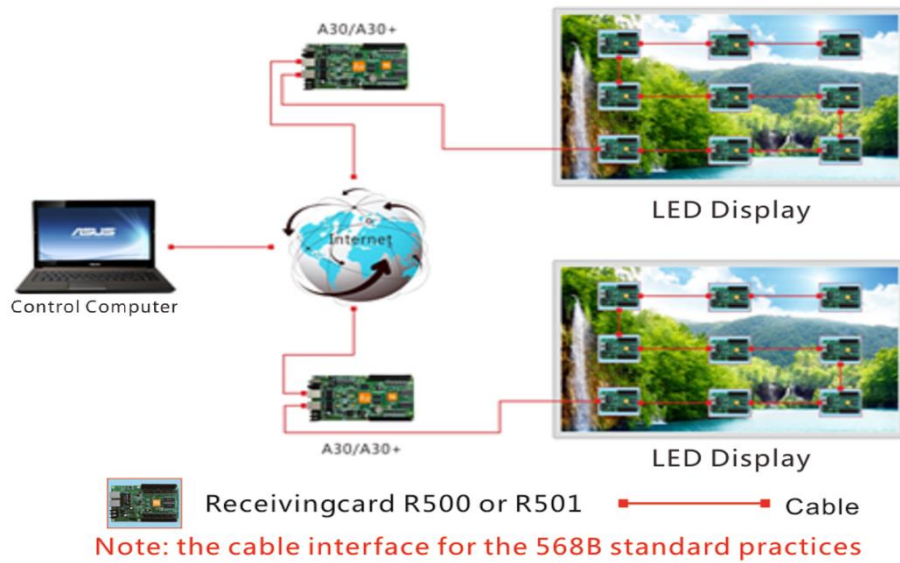 A30/A30+
LED Display
ASUS
Internet
Control Computer
A30/A30+
LED Display
Receivingcard R500 or R501
Cable
Note: the cable interface for the 568B standard practices